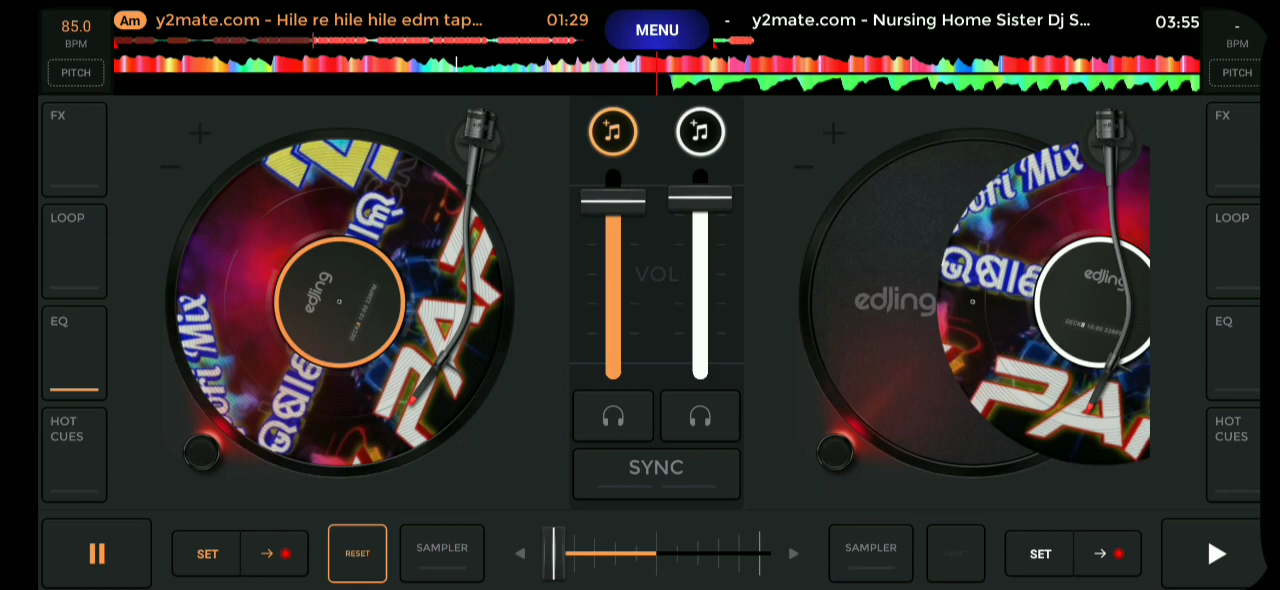 85.0
BPM
PITCH
Am
y2mate.com - Hile re hile hile edm tap...
01:29
MENU
-
y2mate.com - Nursing Home Sister Dj S...
03:55
-
BPM
PITCH
FX
LOOP
EQ
HOT
CUES
edjing
Mix
VOL
SYNC
edjing
Mix
edjing
FX
LOOP
EQ
HOT
CUES
SET
RESET
SAMPLER
SAMPLER
RESET
SET